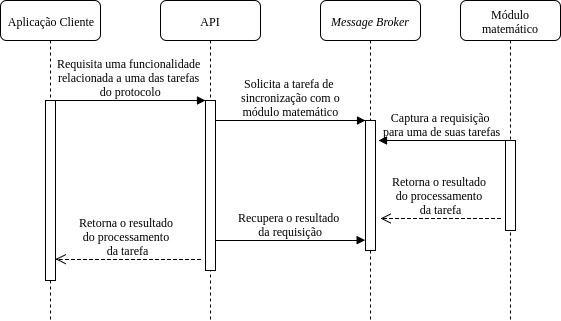 Aplicação Cliente
API
Message Broker
Módulo
matemático
Requisita uma funcionalidade
relacionada a uma das tarefas
do protocolo
Solicita a tarefa de
sincronização com o
módulo matemático
Captura a requisição
para uma de suas tarefas
Retorna o resultado
do processamento
da tarefa
Recupera o resultado
da requisição
Retorna o resultado
do processamento
da tarefa